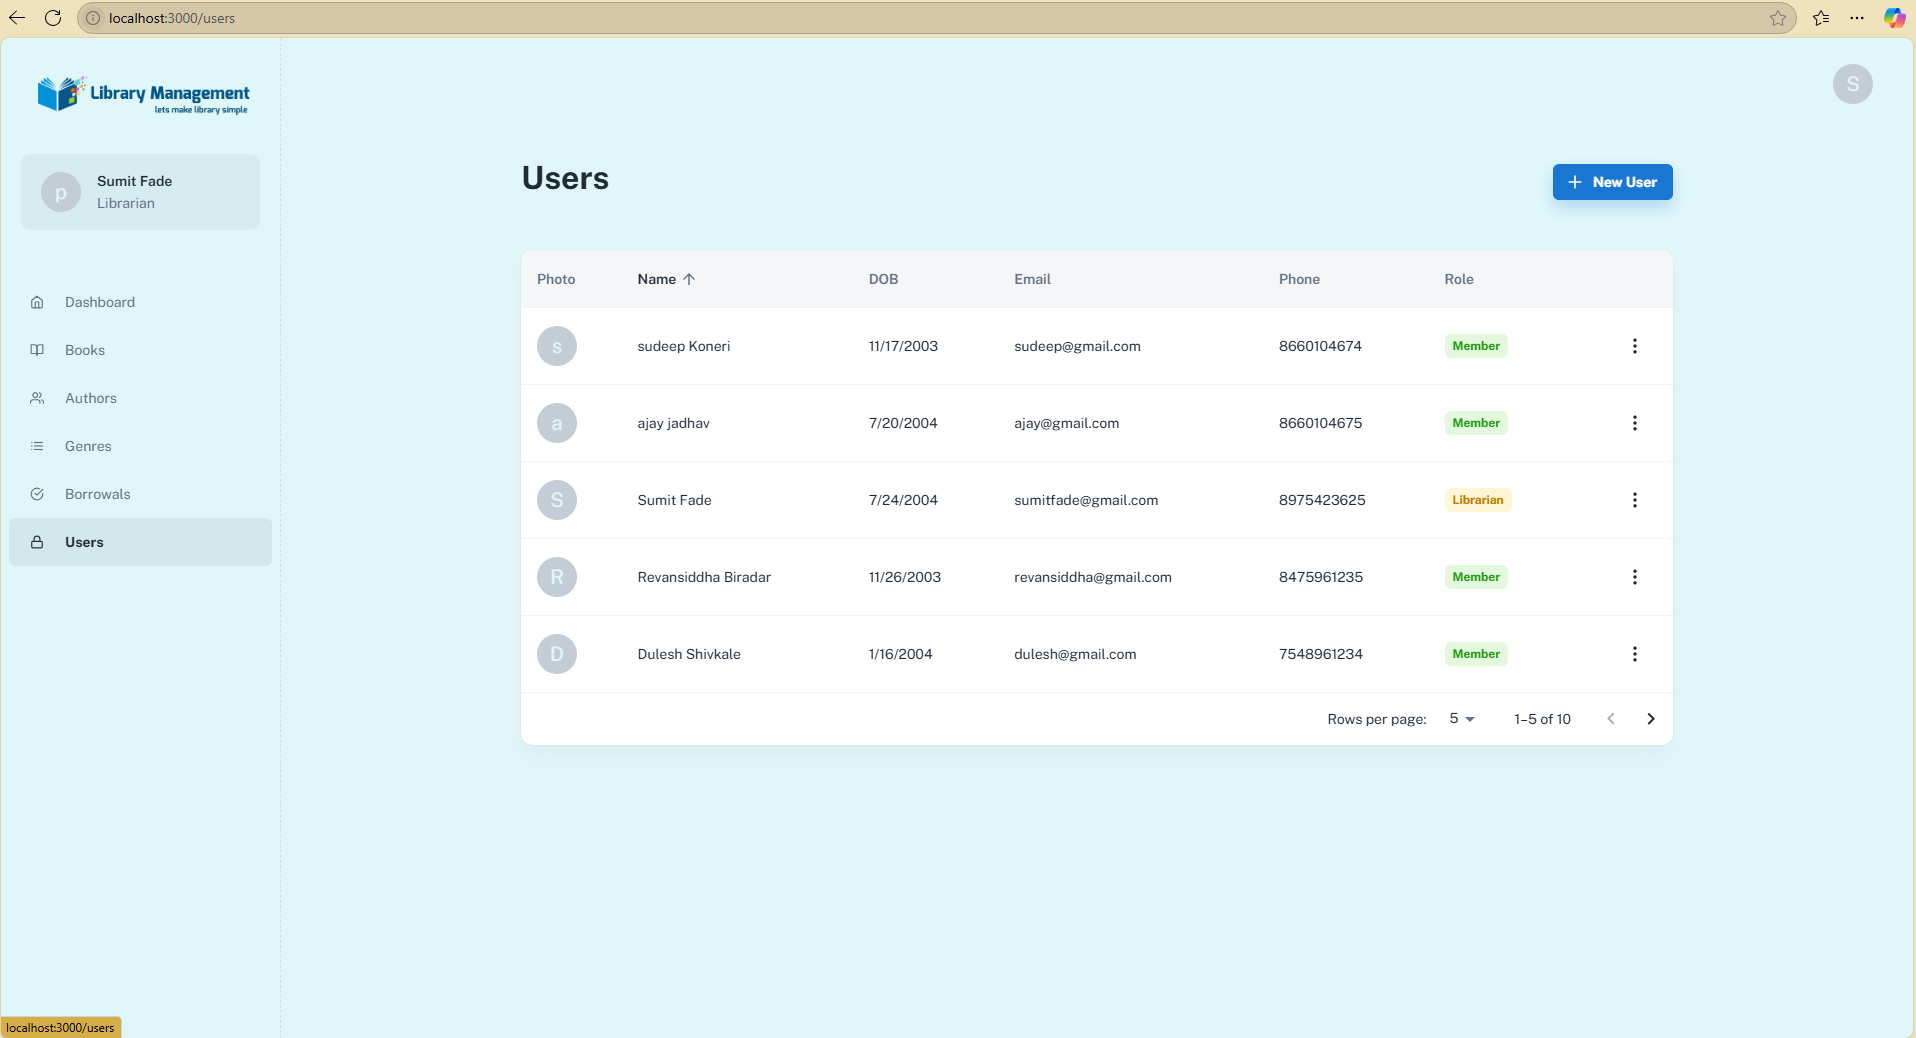 localhost:3000/users
Library Management
lets make library simple
S
p
Sumit Fade
Librarian
Dashboard
Books
Authors
Genres
Borrowals
Users
Users
New User
Photo Name DOB Email Phone Role
s sudeep Koneri 11/17/2003 sudeep@gmail.com 8660104674 Member
a ajay jadhav 7/20/2004 ajay@gmail.com 8660104675 Member
S Sumit Fade 7/24/2004 sumitfade@gmail.com 8975423625 Librarian
R Revansiddha Biradar 11/26/2003 revansiddha@gmail.com 8475961235 Member
D Dulesh Shivkale 1/16/2004 dulesh@gmail.com 7548961234 Member
Rows per page: 5 1–5 of 10
localhost:3000/users